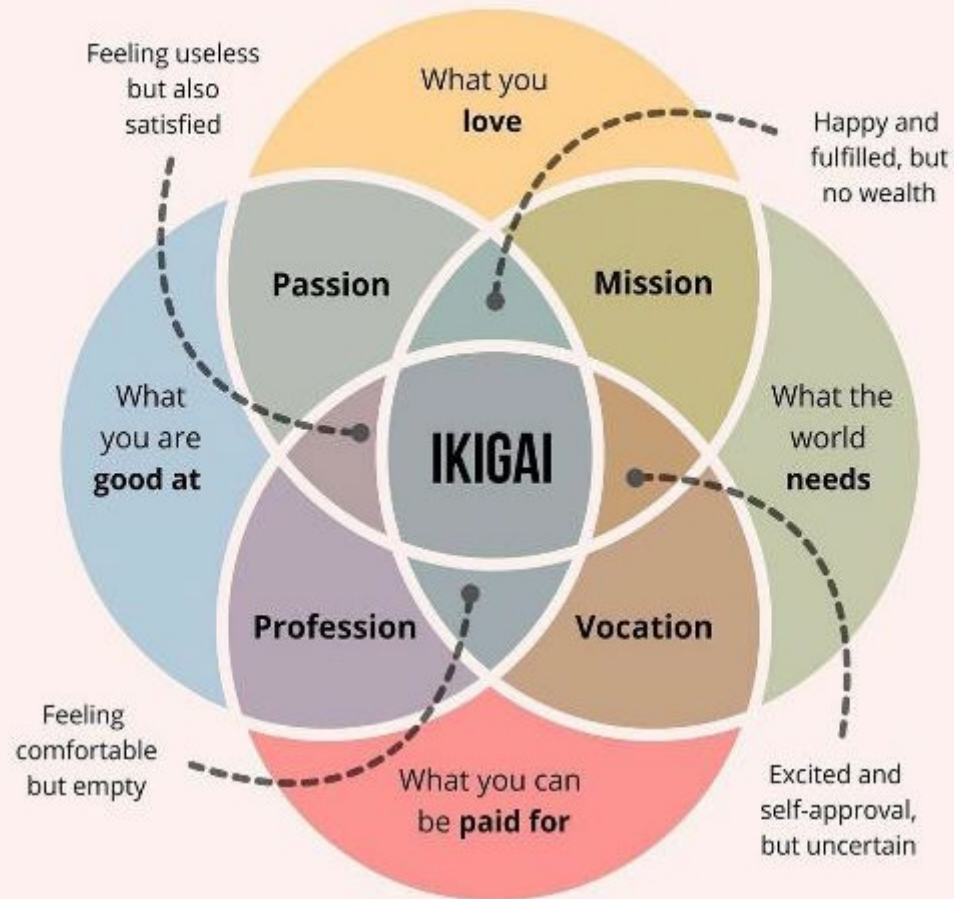 Feeling useless
but also
satisfied
What you
love
Happy and
fulfilled, but
no wealth
Passion
Mission
What
you are
good at
IKIGAI
What the
world
needs
Profession
Vocation
Feeling
comfortable
but empty
What you can
be paid for
Excited and
self-approval,
but uncertain